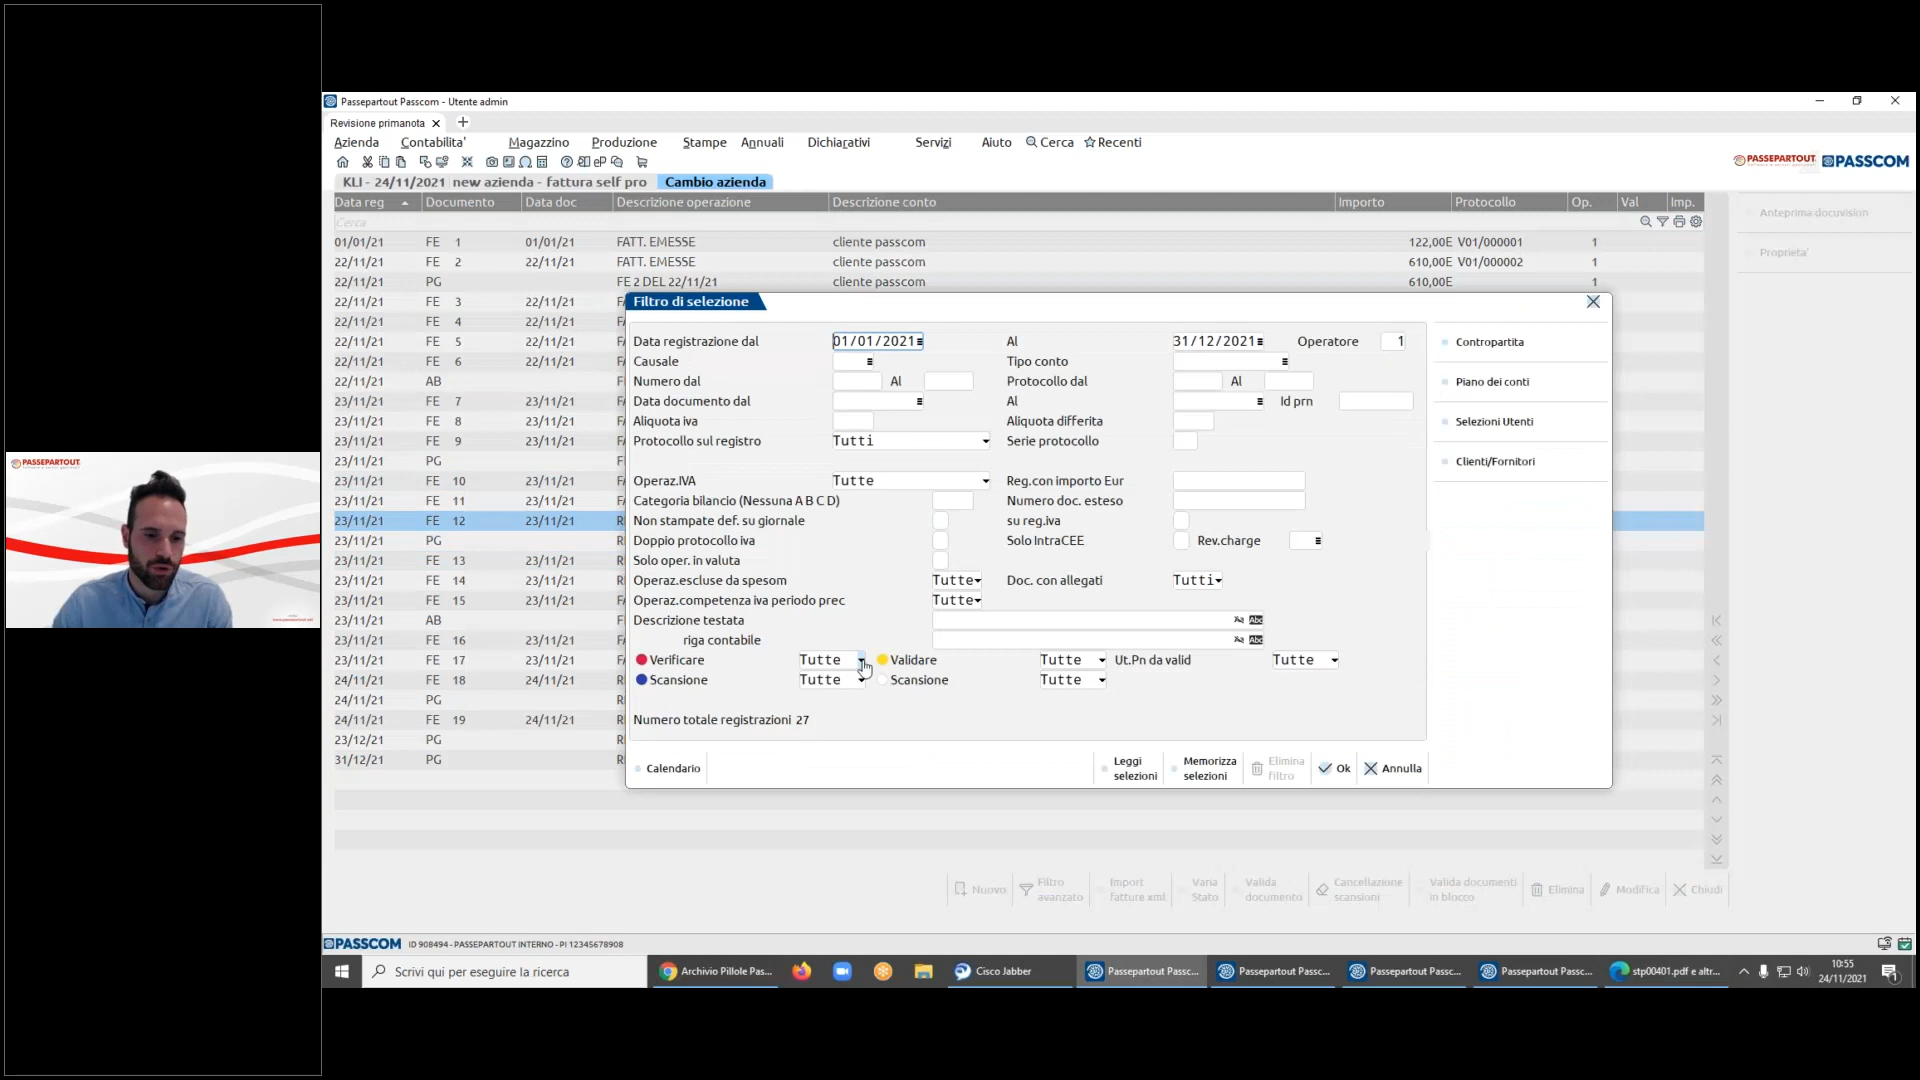 Passepartout Passcom - Utente admin
Revisione primanota
Azienda Contabilita' Magazzino Produzione Stampe Annuali Dichiarativi Servizi Aiuto Cerca Recenti
PASSEPARTOUT PASSCOM
KLI - 24/11/2021 new azienda - fattura self pro Cambio azienda
Data reg Documento Data doc Descrizione operazione Descrizione conto Importo Protocollo Op. Val Imp.
Cerca
Anteprima docuvision
Proprieta'
01/01/21 FE 1 01/01/21 FATT. EMESSE cliente passcom 122,00E V01/000001 1
22/11/21 FE 2 22/11/21 FATT. EMESSE cliente passcom 610,00E V01/000002 1
22/11/21 PG FE 2 DEL 22/11/21 cliente passcom 610,00E 1
22/11/21 FE 3 22/11/21
22/11/21 FE 4 22/11/21
22/11/21 FE 5 22/11/21
22/11/21 FE 6 22/11/21
22/11/21 AB
23/11/21 FE 7 23/11/21
23/11/21 FE 8 23/11/21
23/11/21 FE 9 23/11/21
23/11/21 PG
23/11/21 FE 10 23/11/21
23/11/21 FE 11 23/11/21
23/11/21 FE 12 23/11/21
23/11/21 PG
23/11/21 FE 13 23/11/21
23/11/21 FE 14 23/11/21
23/11/21 FE 15 23/11/21
23/11/21 AB
23/11/21 FE 16 23/11/21
23/11/21 FE 17 23/11/21
24/11/21 FE 18 24/11/21
24/11/21 PG
24/11/21 FE 19 24/11/21
23/12/21 PG
31/12/21 PG
Filtro di selezione
Data registrazione dal 01/01/2021 Al 31/12/2021 Operatore 1
Causale Tipo conto
Numero dal Al Protocollo dal Al
Data documento dal Al Id prn
Aliquota iva Aliquota differita
Protocollo sul registro Tutti Serie protocollo
Operaz.IVA Tutte Reg.con importo Eur
Categoria bilancio (Nessuna A B C D) Numero doc. esteso
Non stampate def. su giornale su reg.iva
Doppio protocollo iva Solo IntraCEE Rev.charge
Solo oper. in valuta
Operaz.escluse da spesom Tutte Doc. con allegati Tutti
Operaz.competenza iva periodo prec Tutte
Descrizione testata
riga contabile
Verificare Tutte Validare Tutte Ut.Pn da valid Tutte
Scansione Tutte Scansione Tutte
Numero totale registrazioni 27
Contropartita
Piano dei conti
Selezioni Utenti
Clienti/Fornitori
Calendario Leggi selezioni Memorizza selezioni Elimina filtro Ok Annulla
Nuovo Filtro avanzato Import fatture xml Varia Stato Valida documento Cancellazione scansioni Valida documenti in blocco Elimina Modifica Chiudi
PASSCOM ID 908494 - PASSEPARTOUT INTERNO - PI 12345678908
Scrivi qui per eseguire la ricerca
Archivio Pillole Pas...
Cisco Jabber
Passepartout Passc...
Passepartout Passc...
Passepartout Passc...
Passepartout Passc...
stp00401.pdf e altr...
10:55
24/11/2021
1
PASSEPARTOUT